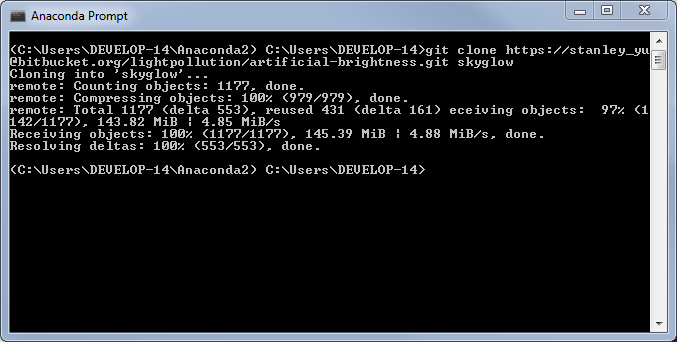 Anaconda Prompt
(C:\Users\DEVELOP-14\Anaconda2) C:\Users\DEVELOP-14>git clone https://stanley_yu
@bitbucket.org/lightpollution/artificial-brightness.git skyglow
Cloning into 'skyglow'...
remote: Counting objects: 1177, done.
remote: Compressing objects: 100% (979/979), done.
remote: Total 1177 (delta 553), reused 431 (delta 161) eceiving objects:  97% (1
142/1177), 143.82 MiB ¦ 4.85 MiB/s
Receiving objects: 100% (1177/1177), 145.39 MiB ¦ 4.88 MiB/s, done.
Resolving deltas: 100% (553/553), done.
(C:\Users\DEVELOP-14\Anaconda2) C:\Users\DEVELOP-14>